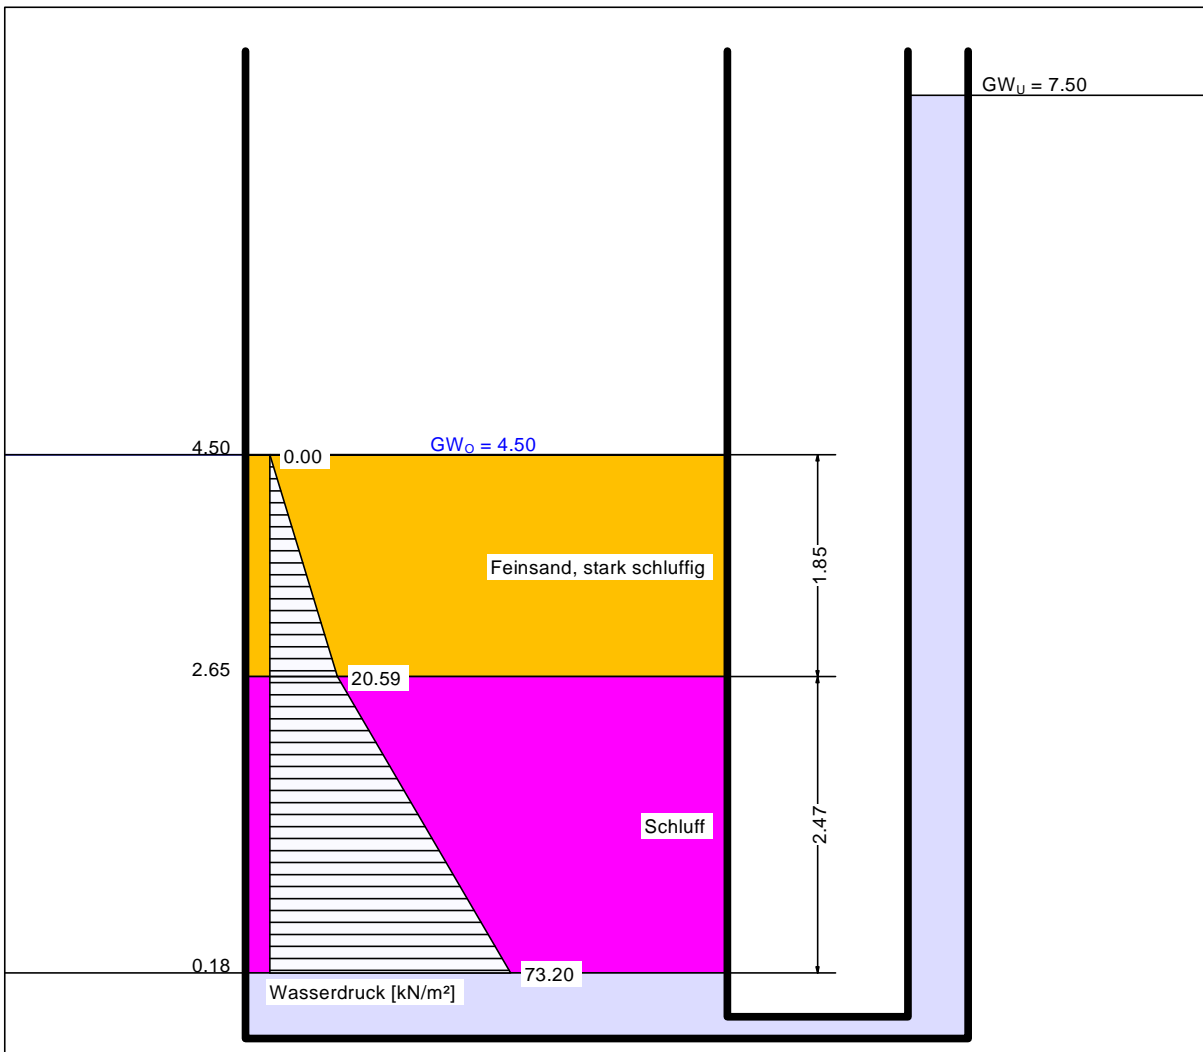 GWU = 7.50
4.50
GWO = 4.50
0.00
Feinsand, stark schluffig
1.85
2.65
20.59
Schluff
2.47
0.18
73.20
Wasserdruck [kN/m²]